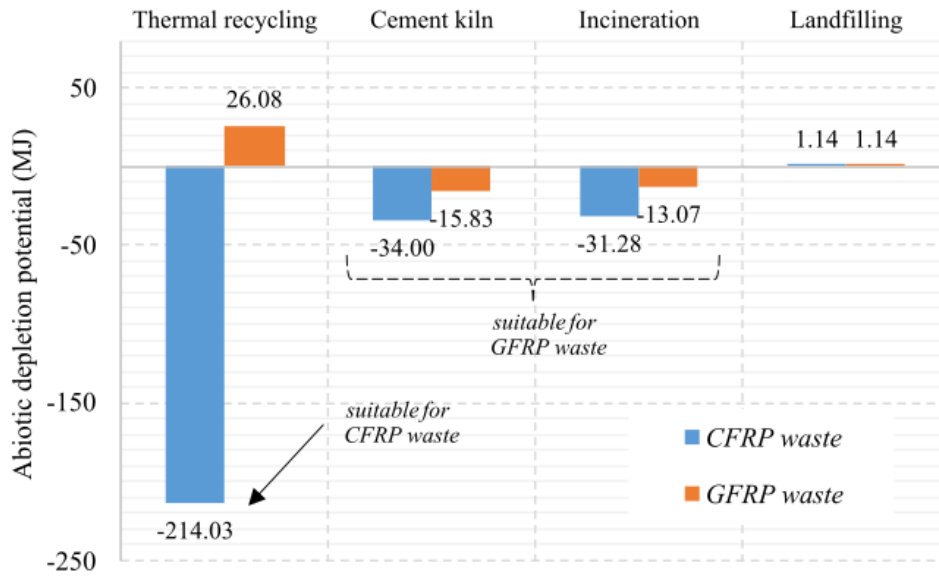 Thermal recycling Cement kiln Incineration Landfilling
Abiotic depletion potential (MJ)
50
-50
-150
-250
26.08
-214.03
-34.00
-15.83
-31.28
-13.07
1.14 1.14
suitable for
GFRP waste
suitable for
CFRP waste
CFRP waste
GFRP waste